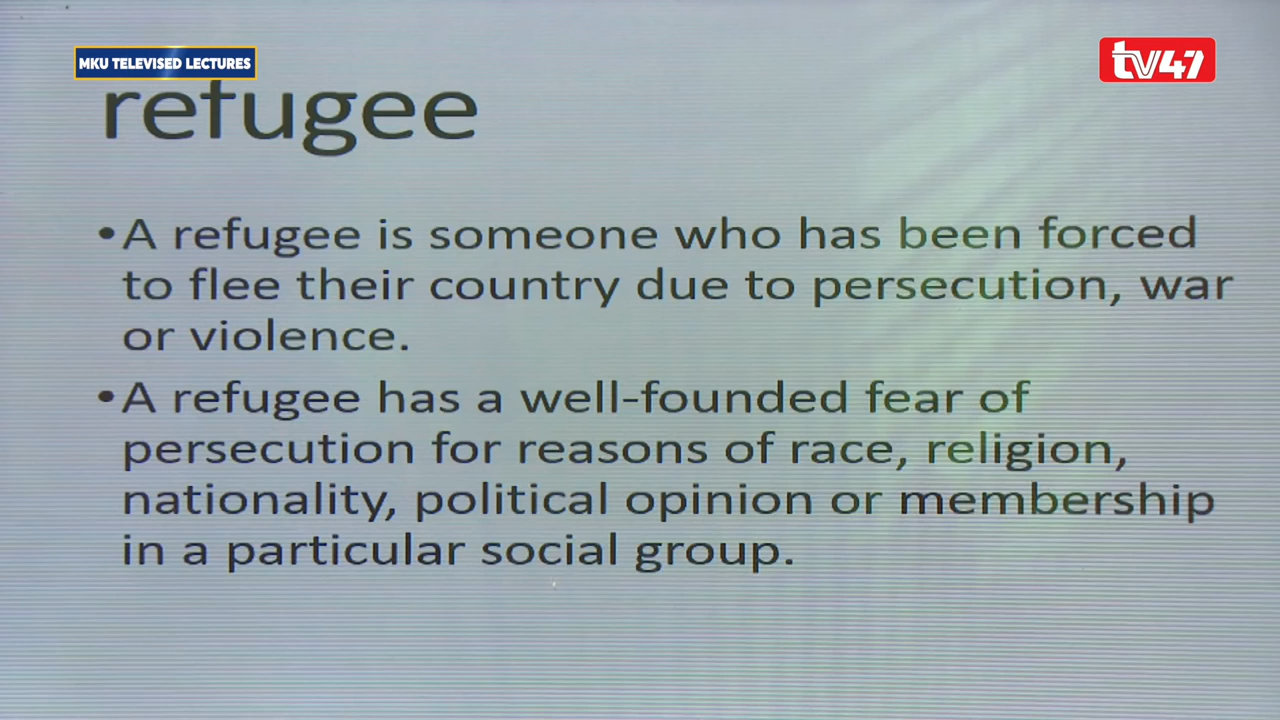 MKU TELEVISED LECTURES
tv47
refugee
•A refugee is someone who has been forced
to flee their country due to persecution, war
or violence.
•A refugee has a well-founded fear of
persecution for reasons of race, religion,
nationality, political opinion or membership
in a particular social group.